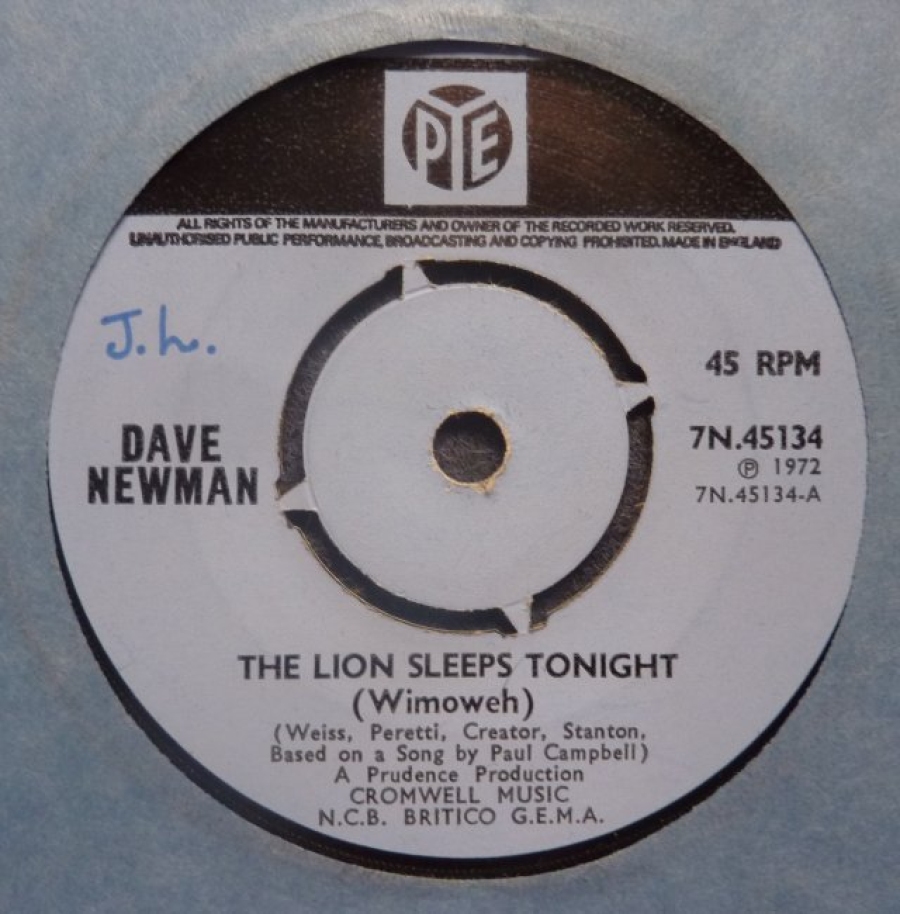 PYE
ALL RIGHTS OF THE MANUFACTURERS AND OWNER OF THE RECORDED WORK RESERVED.
UNAUTHORISED PUBLIC PERFORMANCE, BROADCASTING AND COPYING PROHIBITED. MADE IN ENGLAND
J.L.
45 RPM
DAVE
NEWMAN
7N.45134
℗ 1972
7N.45134-A
THE LION SLEEPS TONIGHT
(Wimoweh)
(Weiss, Peretti, Creator, Stanton,
Based on a Song by Paul Campbell)
A Prudence Production
CROMWELL MUSIC
N.C.B. BRITICO G.E.M.A.